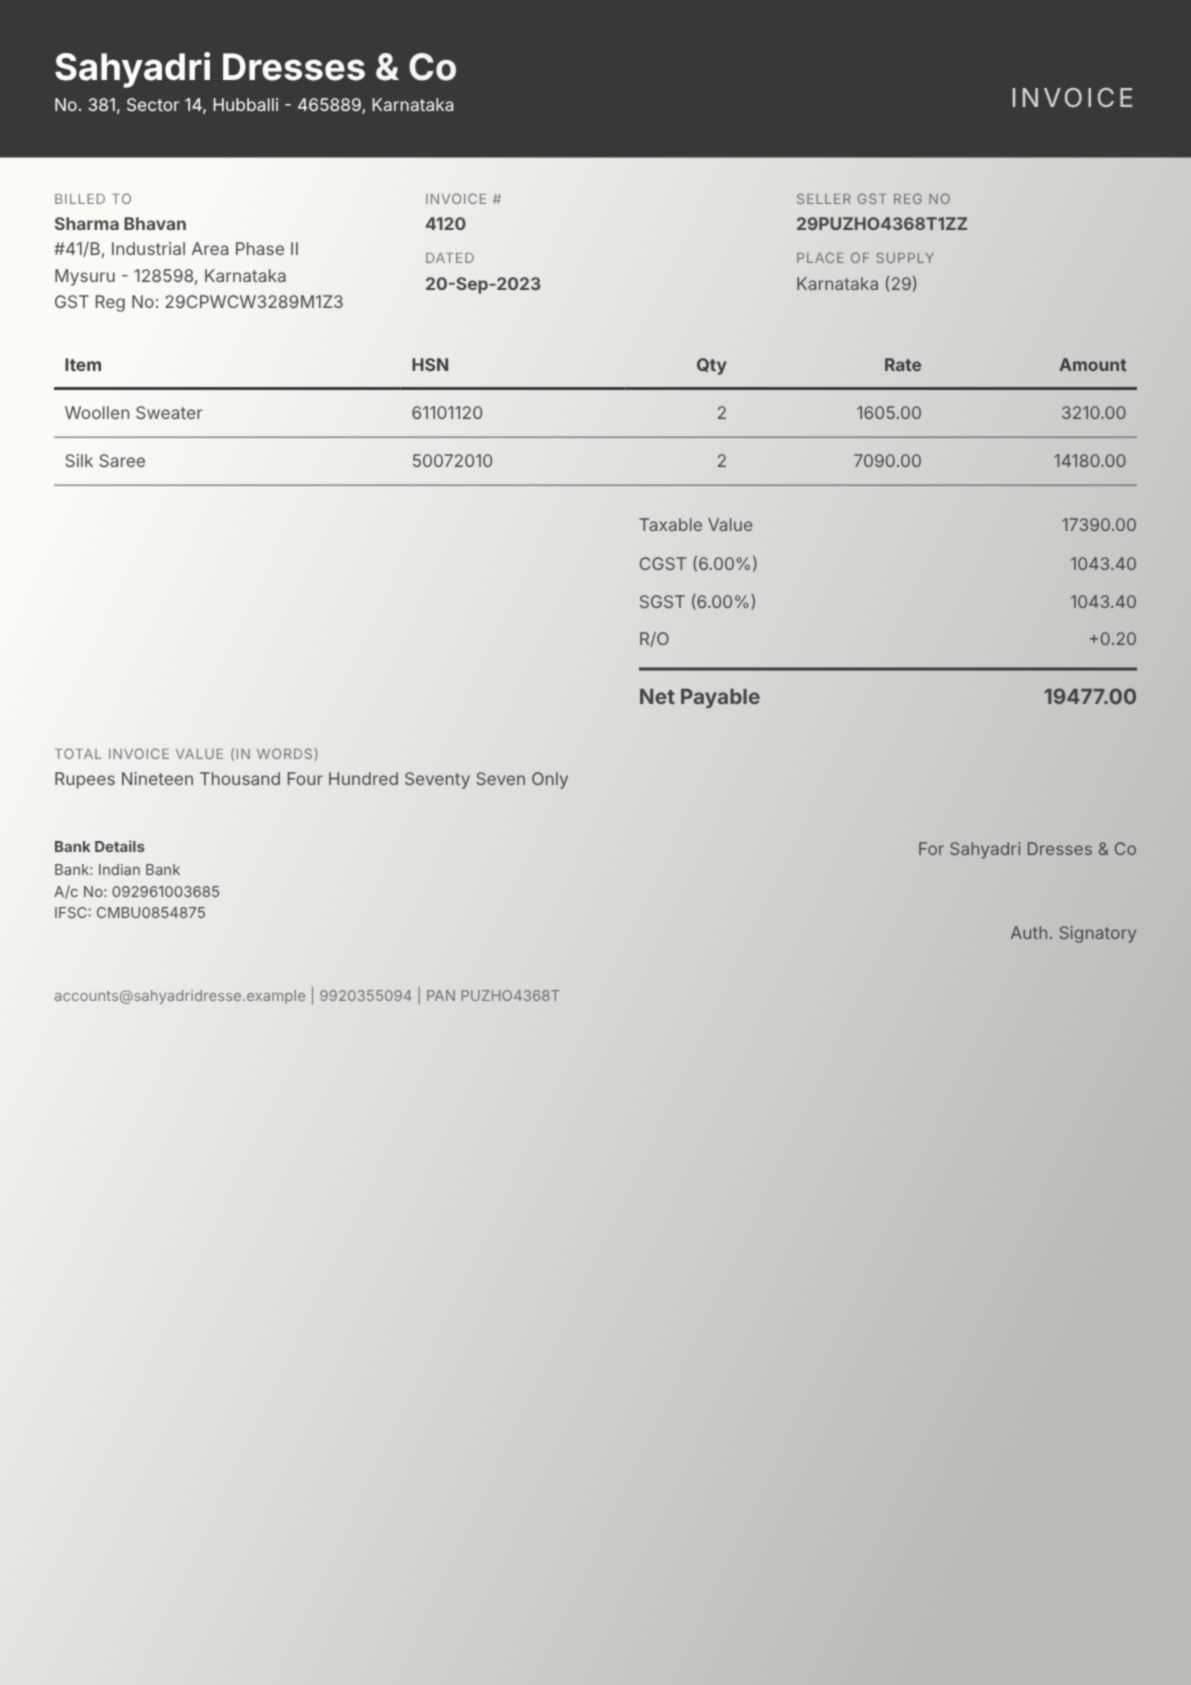 Sahyadri Dresses & Co
No. 381, Sector 14, Hubballi - 465889, Karnataka
INVOICE
BILLED TO
Sharma Bhavan
#41/B, Industrial Area Phase II
Mysuru - 128598, Karnataka
GST Reg No: 29CPWCW3289M1Z3
INVOICE #
4120
DATED
20-Sep-2023
SELLER GST REG NO
29PUZHO4368T1ZZ
PLACE OF SUPPLY
Karnataka (29)
Item HSN Qty Rate Amount
Woollen Sweater 61101120 2 1605.00 3210.00
Silk Saree 50072010 2 7090.00 14180.00
Taxable Value 17390.00
CGST (6.00%) 1043.40
SGST (6.00%) 1043.40
R/O +0.20
Net Payable 19477.00
TOTAL INVOICE VALUE (IN WORDS)
Rupees Nineteen Thousand Four Hundred Seventy Seven Only
Bank Details
Bank: Indian Bank
A/c No: 092961003685
IFSC: CMBU0854875
For Sahyadri Dresses & Co
Auth. Signatory
accounts@sahyadridresse.example | 9920355094 | PAN PUZHO4368T